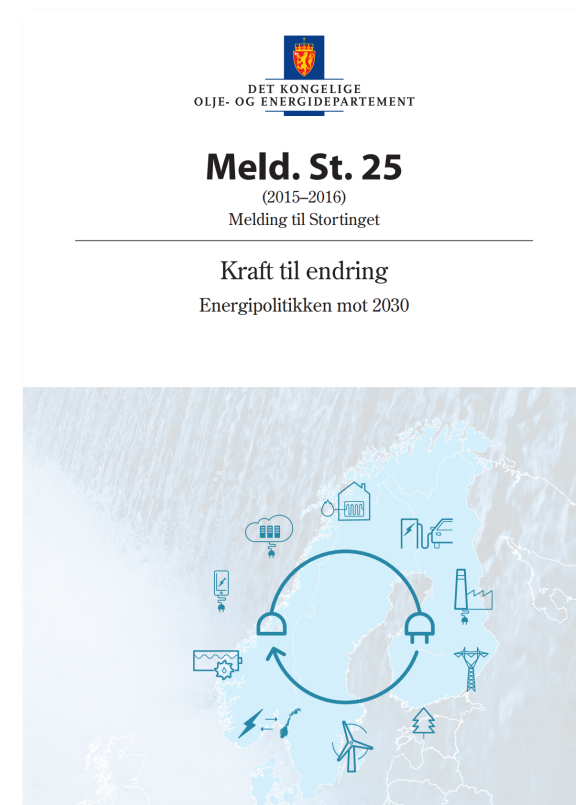 DET KONGELIGE
OLJE- OG ENERGIDEPARTEMENT
Meld. St. 25
(2015–2016)
Melding til Stortinget
Kraft til endring
Energipolitikken mot 2030